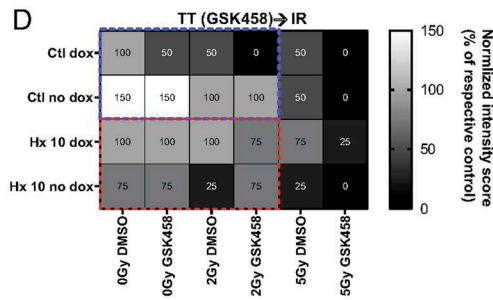 D
TT (GSK458)→ IR
Ctl dox 100 50 50 0 50 0
Ctl no dox 150 150 100 100 50 0
Hx 10 dox 100 100 100 75 75 25
Hx 10 no dox 75 75 25 75 25 0
0Gy DMSO
0Gy GSK458
2Gy DMSO
2Gy GSK458
5Gy DMSO
5Gy GSK458
150
100
50
0
Normlized intensity score
(% of respective control)